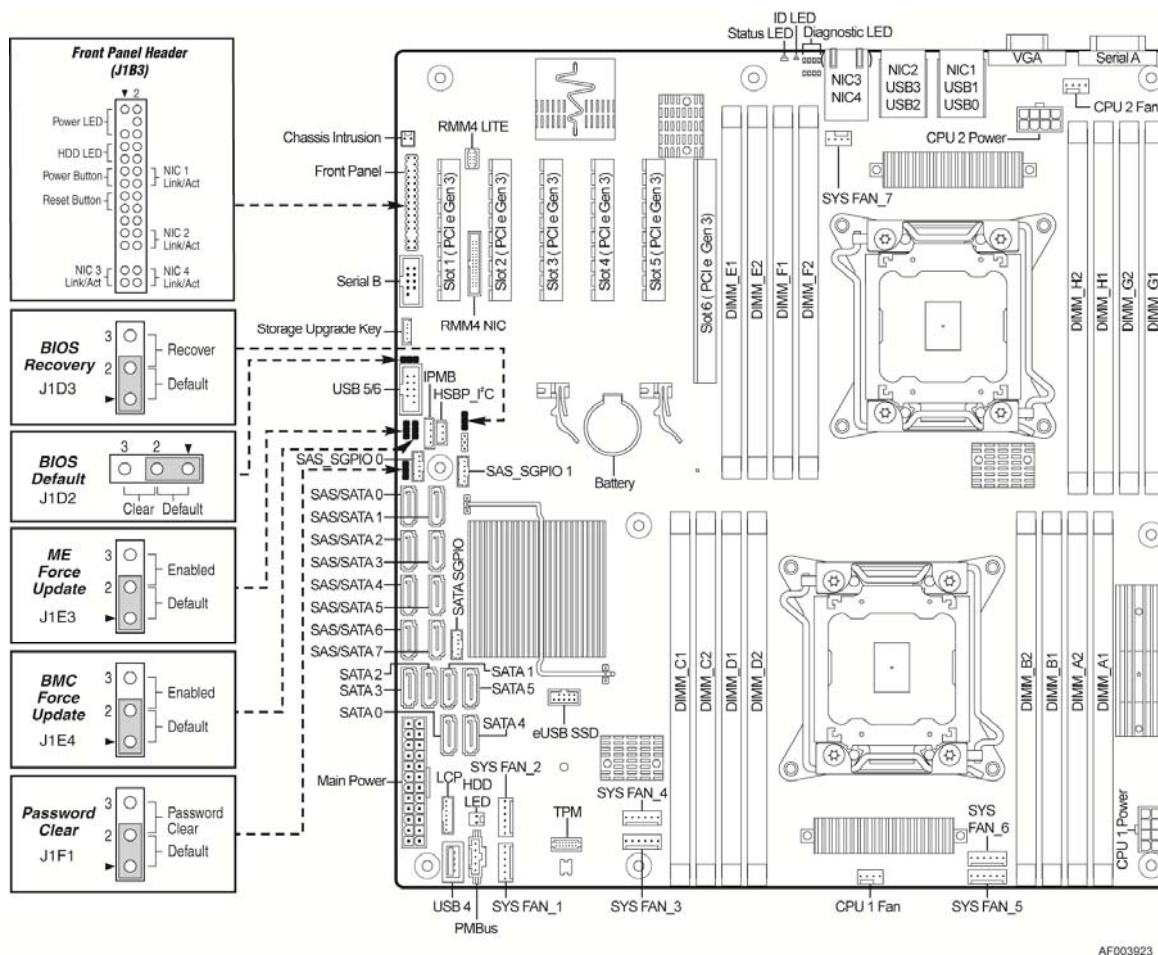 Front Panel Header
(J1B3)
2
Power LED
HDD LED
Power Button
NIC 1
Link/Act
Reset Button
NIC 2
Link/Act
NIC 3
Link/Act
NIC 4
Link/Act
BIOS
Recovery
J1D3
3
2
Recover
Default
BIOS
Default
J1D2
3 2
Clear Default
ME
Force
Update
J1E3
3
2
Enabled
Default
BMC
Force
Update
J1E4
3
2
Enabled
Default
Password
Clear
J1F1
3
2
Password
Clear
Default
ID LED
Status LED
Diagnostic LED
NIC3
NIC4
NIC2
USB3
USB2
NIC1
USB1
USB0
VGA
Serial A
CPU 2 Fan
CPU 2 Power
SYS FAN_7
Chassis Intrusion
RMM4 LITE
Front Panel
Slot 1 ( PCI e Gen 3)
Slot 2 ( PCI e Gen 3)
Slot 3 ( PCI e Gen 3)
Slot 4 ( PCI e Gen 3)
Slot 5 ( PCI e Gen 3)
Slot 6 ( PCI e Gen 3)
DIMM_E1
DIMM_E2
DIMM_F1
DIMM_F2
DIMM_H2
DIMM_H1
DIMM_G2
DIMM_G1
Serial B
RMM4 NIC
Storage Upgrade Key
USB 5/6
IPMB
HSBP_I²C
SAS_SGPIO 0
SAS_SGPIO 1
Battery
SAS/SATA 0
SAS/SATA 1
SAS/SATA 2
SAS/SATA 3
SAS/SATA 4
SAS/SATA 5
SAS/SATA 6
SAS/SATA 7
SATA SGPIO
SATA 2
SATA 1
SATA 3
SATA 5
SATA 0
SATA 4
eUSB SSD
DIMM_C1
DIMM_C2
DIMM_D1
DIMM_D2
DIMM_B2
DIMM_B1
DIMM_A2
DIMM_A1
Main Power
LCP
HDD
LED
SYS FAN_2
TPM
SYS FAN_4
SYS
FAN_6
CPU 1 Power
USB 4
PMBus
SYS FAN_1
SYS FAN_3
CPU 1 Fan
SYS FAN_5
AF003923